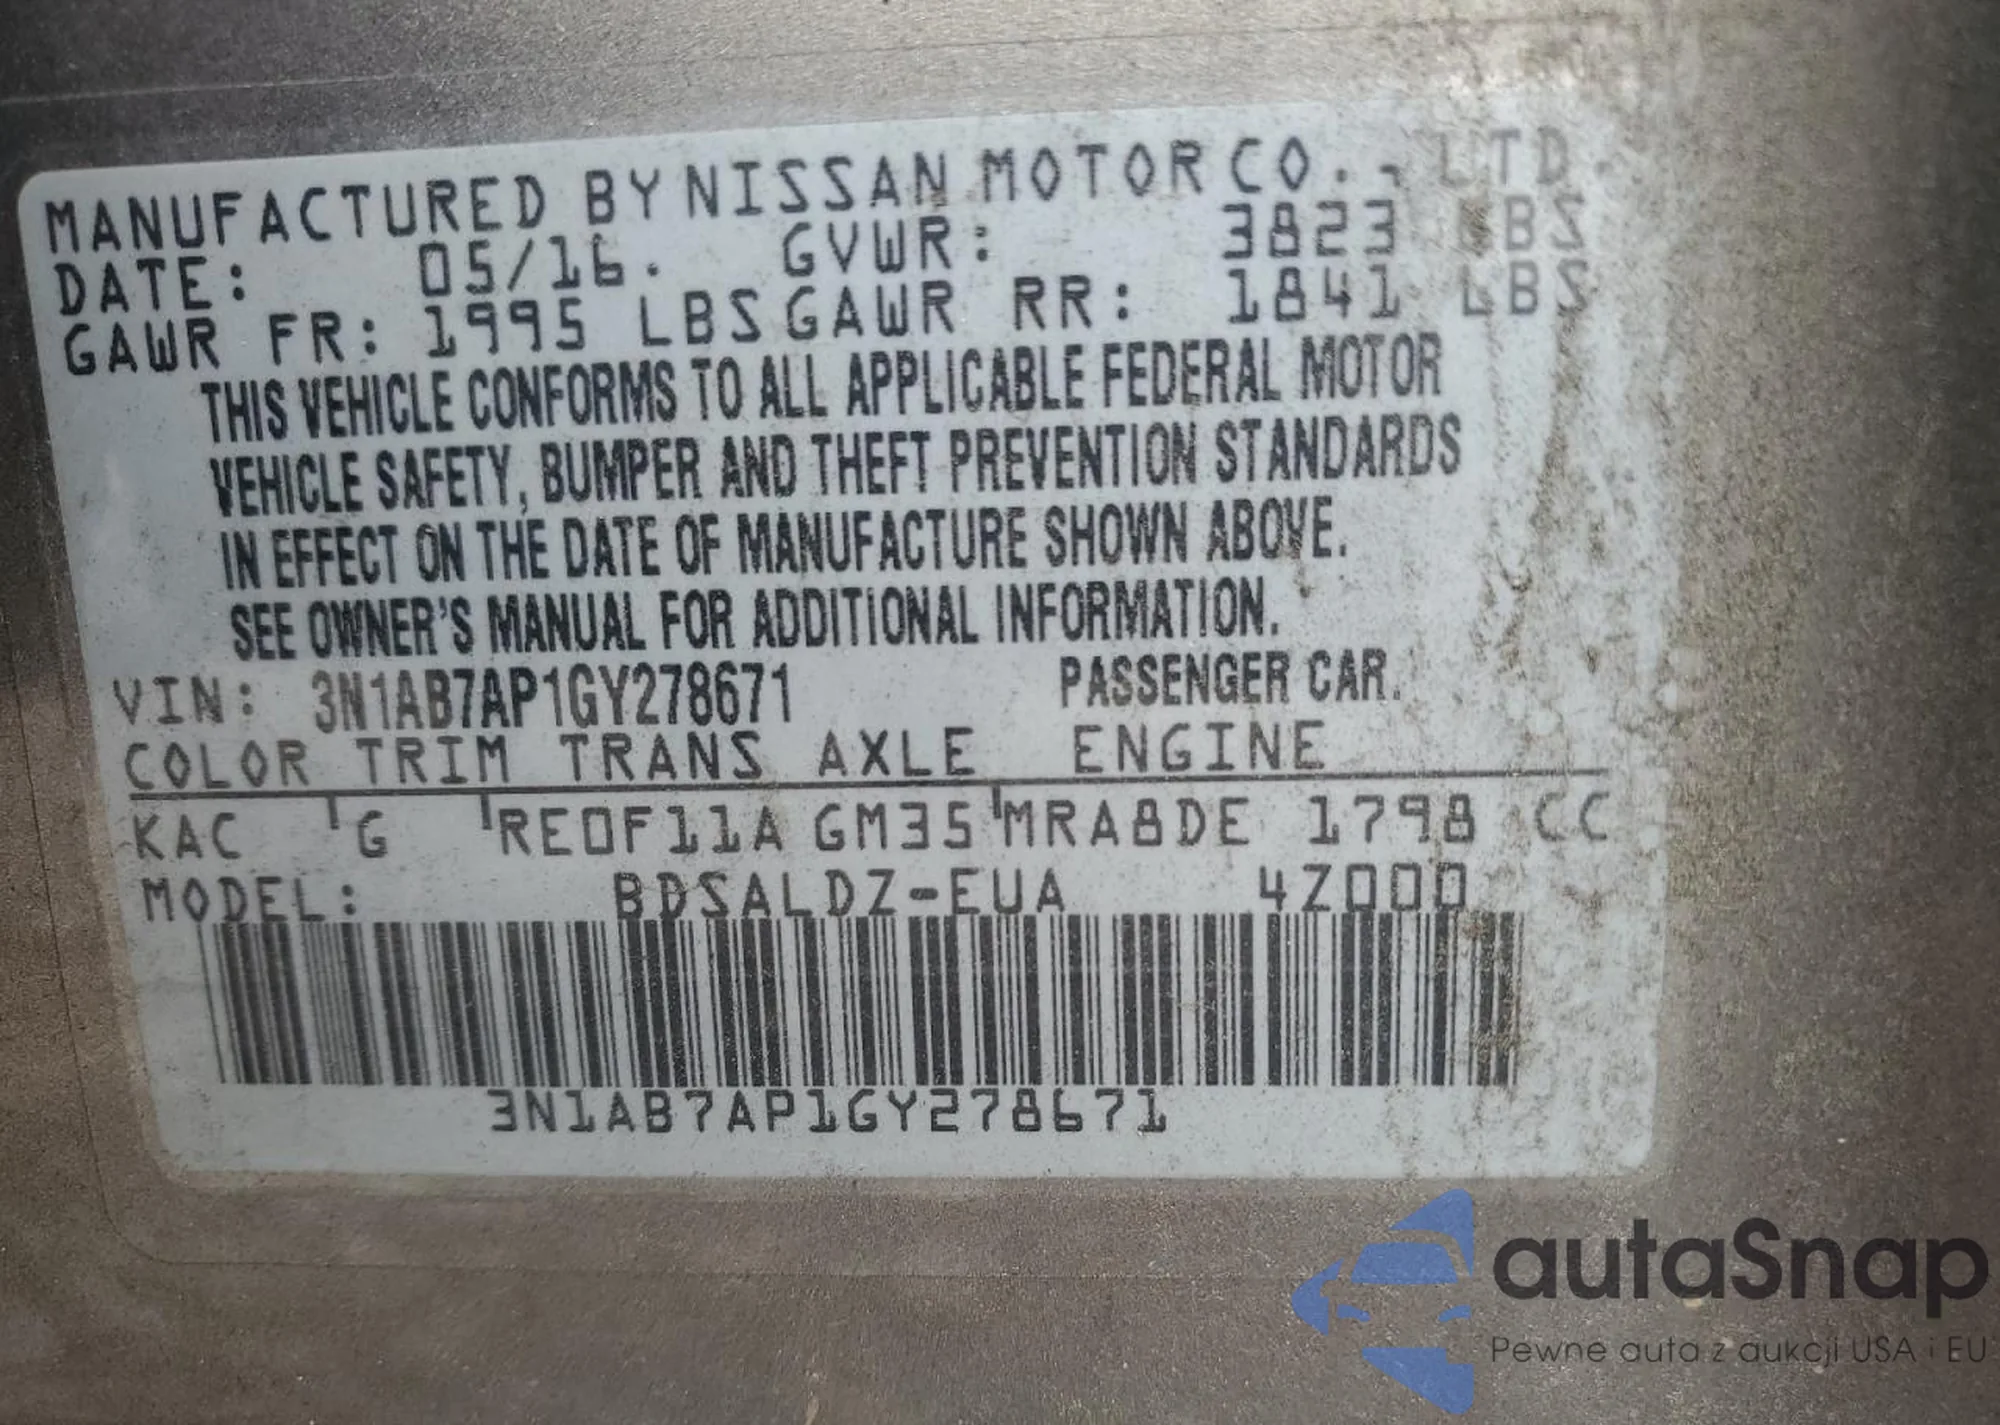 MANUFACTURED BY NISSAN MOTOR CO., LTD.
DATE: 05/16. GVWR: 3823 LBS
GAWR FR: 1995 LBS GAWR RR: 1841 LBS
THIS VEHICLE CONFORMS TO ALL APPLICABLE FEDERAL MOTOR
VEHICLE SAFETY, BUMPER AND THEFT PREVENTION STANDARDS
IN EFFECT ON THE DATE OF MANUFACTURE SHOWN ABOVE.
SEE OWNER'S MANUAL FOR ADDITIONAL INFORMATION.
VIN: 3N1AB7AP1GY278671 PASSENGER CAR.
COLOR TRIM TRANS AXLE ENGINE
KAC G RE0F11A GM35 MRA8DE 1798 CC
MODEL: BDSALDZ-EUA 4Z000
3N1AB7AP1GY278671
autaSnap
Pewne auta z aukcji USA i EU